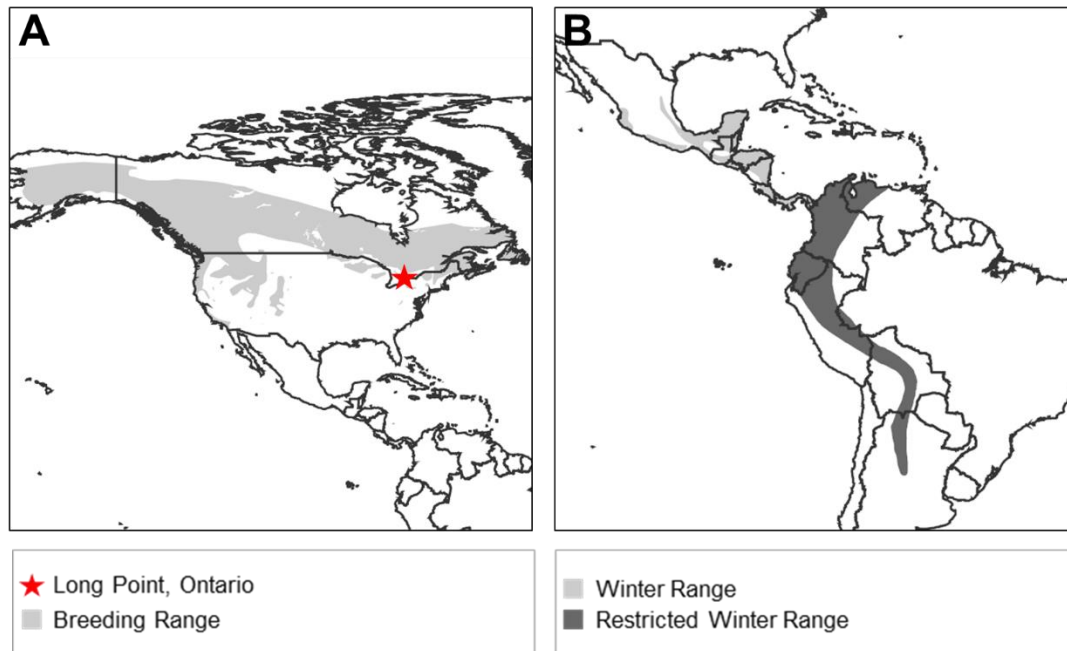 A
B
Long Point, Ontario
Breeding Range
Winter Range
Restricted Winter Range